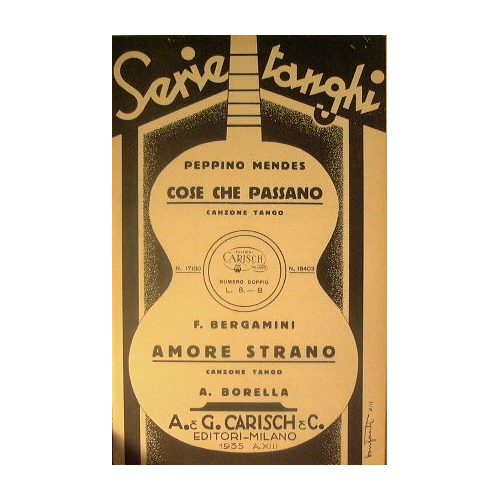 Serie tanghi
PEPPINO MENDES
COSE CHE PASSANO
CANZONE TANGO
EDIZIONI
CARISCH
MILANO
N. 17100
N. 18403
NUMERO DOPPIO
L. 8.— B
F. BERGAMINI
AMORE STRANO
CANZONE TANGO
A. BORELLA
A. & G. CARISCH & C.
EDITORI-MILANO
1935 A. XIII
XII